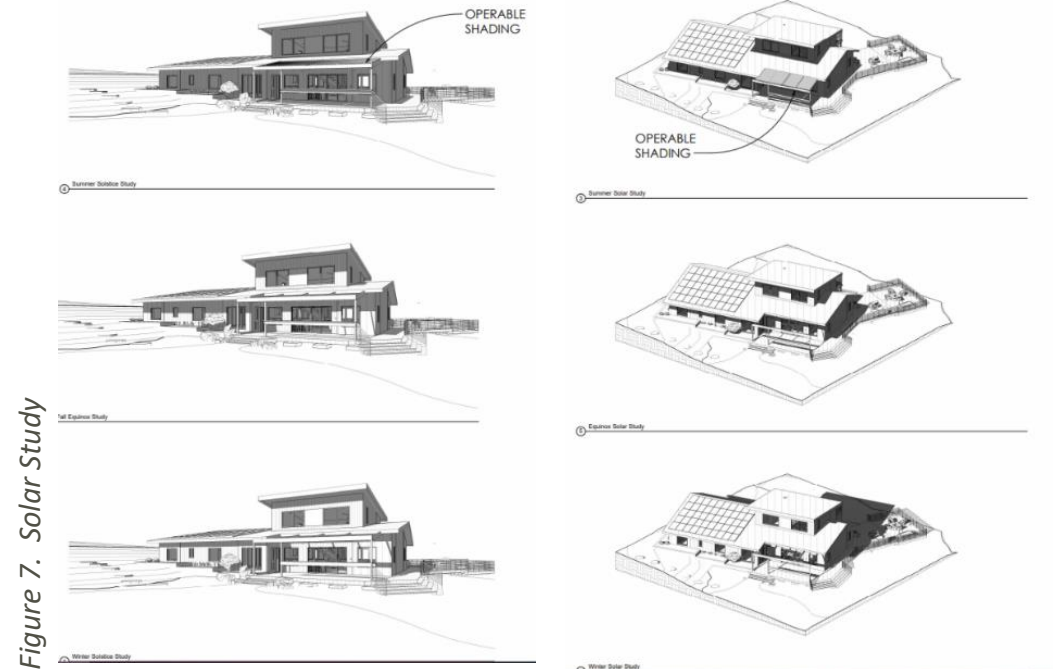 OPERABLE
SHADING
4 Summer Solstice Study
Fall Equinox Study
Winter Solstice Study
OPERABLE
SHADING
Summer Solar Study
Equinox Solar Study
Winter Solar Study
Figure 7. Solar Study